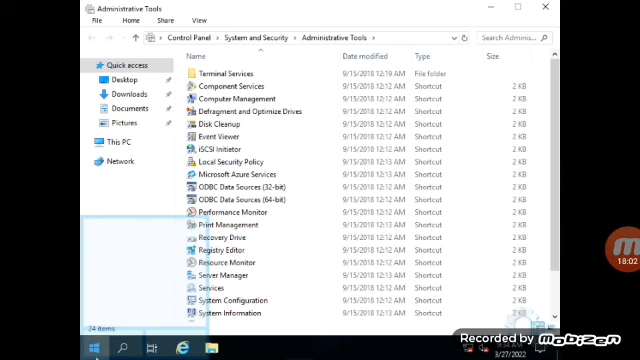 Administrative Tools
File Home Share View
Control Panel System and Security Administrative Tools Search Adminis...
Name Date modified Type Size
Quick access
Desktop
Downloads
Documents
Pictures
This PC
Network
Terminal Services 9/15/2018 12:19 AM File folder
Component Services 9/15/2018 12:12 AM Shortcut 2 KB
Computer Management 9/15/2018 12:12 AM Shortcut 2 KB
Defragment and Optimize Drives 9/15/2018 12:12 AM Shortcut 2 KB
Disk Cleanup 9/15/2018 12:12 AM Shortcut 2 KB
Event Viewer 9/15/2018 12:12 AM Shortcut 2 KB
iSCSI Initiator 9/15/2018 12:12 AM Shortcut 2 KB
Local Security Policy 9/15/2018 12:13 AM Shortcut 2 KB
Microsoft Azure Services 9/15/2018 12:12 AM Shortcut 2 KB
ODBC Data Sources (32-bit) 9/15/2018 12:12 AM Shortcut 2 KB
ODBC Data Sources (64-bit) 9/15/2018 12:12 AM Shortcut 2 KB
Performance Monitor 9/15/2018 12:12 AM Shortcut 2 KB
Print Management 9/15/2018 12:12 AM Shortcut 2 KB
Recovery Drive 9/15/2018 12:12 AM Shortcut 2 KB
Registry Editor 9/15/2018 12:12 AM Shortcut 2 KB
Resource Monitor 9/15/2018 12:12 AM Shortcut 2 KB
Server Manager 9/15/2018 12:12 AM Shortcut 2 KB
Services 9/15/2018 12:12 AM Shortcut 2 KB
System Configuration 9/15/2018 12:12 AM Shortcut 2 KB
System Information 9/15/2018 12:12 AM Shortcut 2 KB
24 items
18:02
Recorded by mobizen
3/27/2022